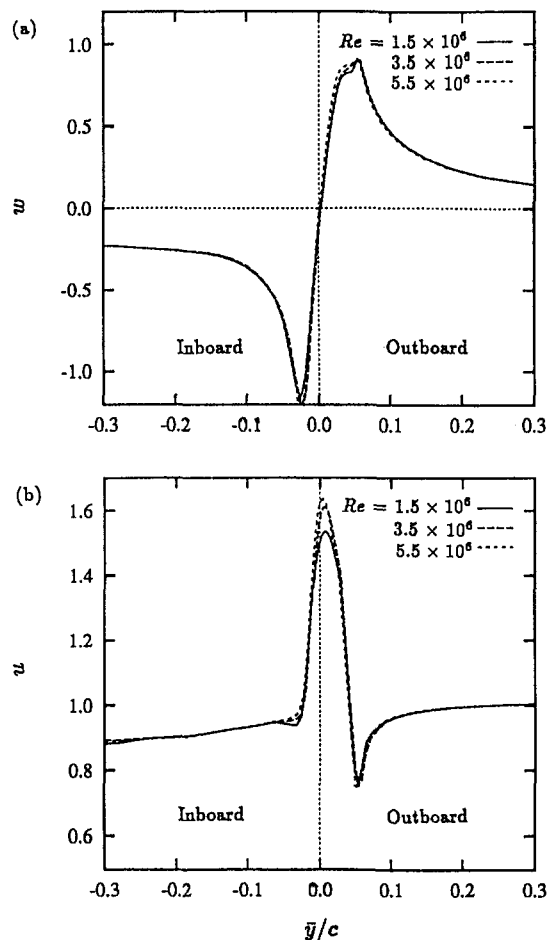 (a)
1.0
Re = 1.5 × 10⁶
3.5 × 10⁶
5.5 × 10⁶
0.5
w
0.0
-0.5
Inboard
Outboard
-1.0
-0.3 -0.2 -0.1 0.0 0.1 0.2 0.3
(b)
1.6
Re = 1.5 × 10⁶
3.5 × 10⁶
5.5 × 10⁶
1.4
1.2
u
1.0
0.8
Inboard
Outboard
0.6
-0.3 -0.2 -0.1 0.0 0.1 0.2 0.3
ȳ/c